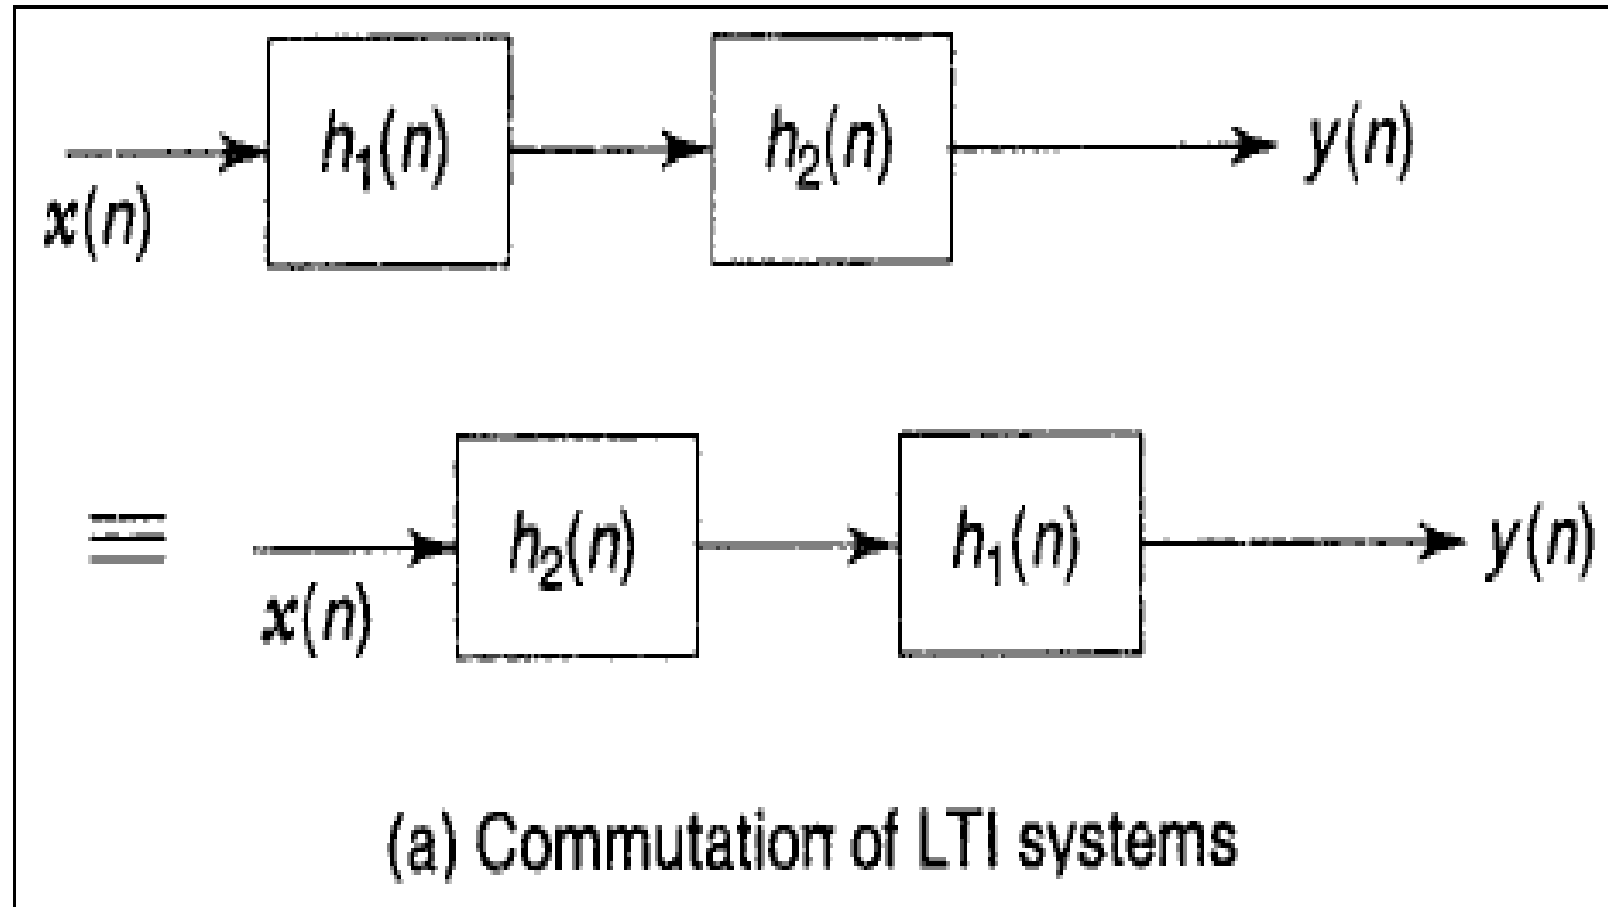 h₁(n) h₂(n) y(n)
x(n)
≡ h₂(n) h₁(n) y(n)
x(n)
(a) Commutation of LTI systems